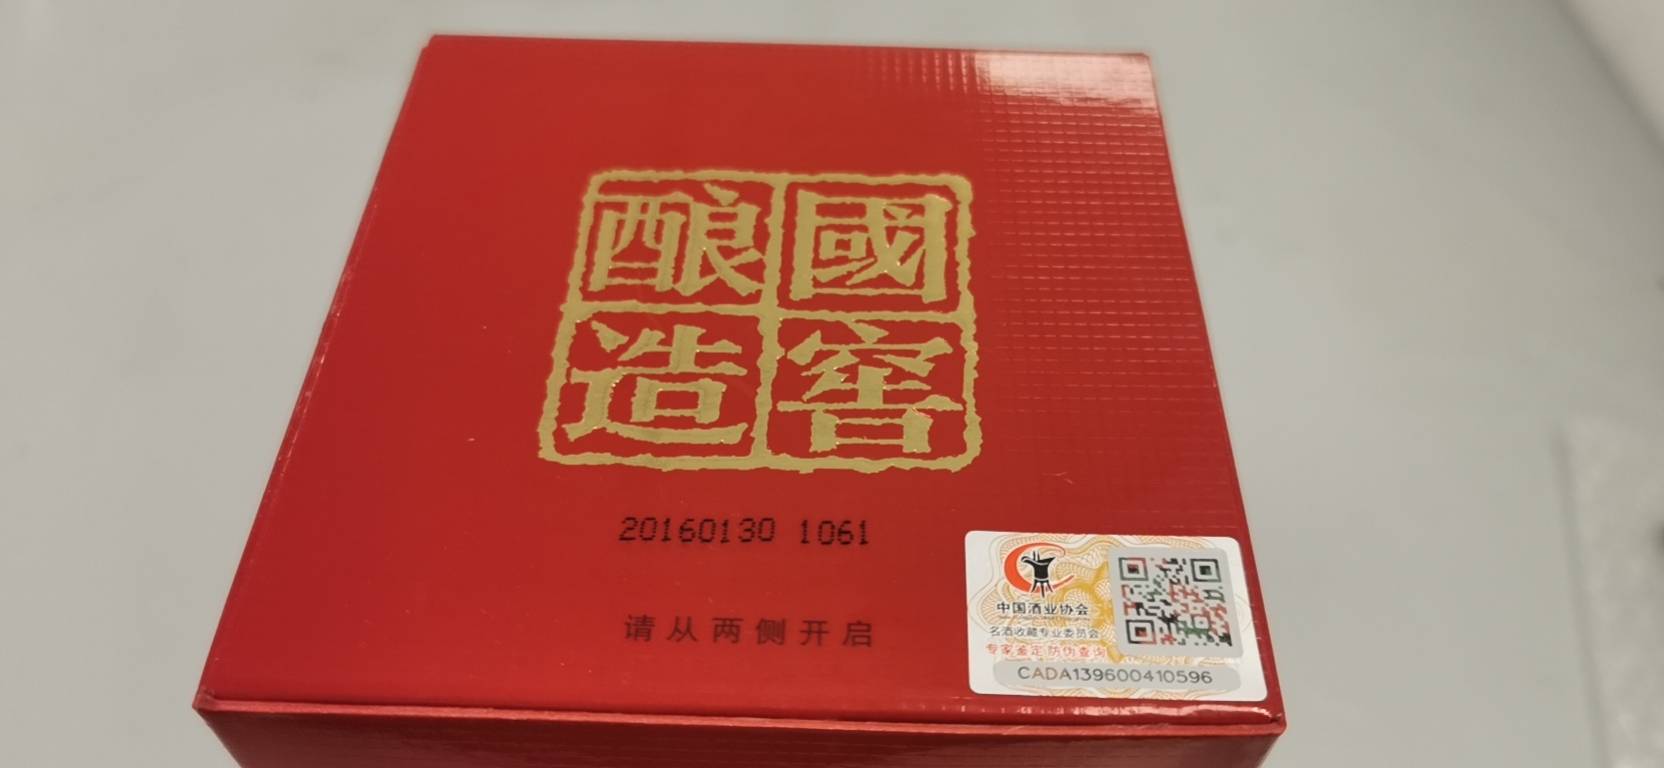 國窖
酿造
20160130 1061
请从两侧开启
中国酒业协会
名酒收藏专业委员会
专家鉴定 防伪查询
CADA139600410596